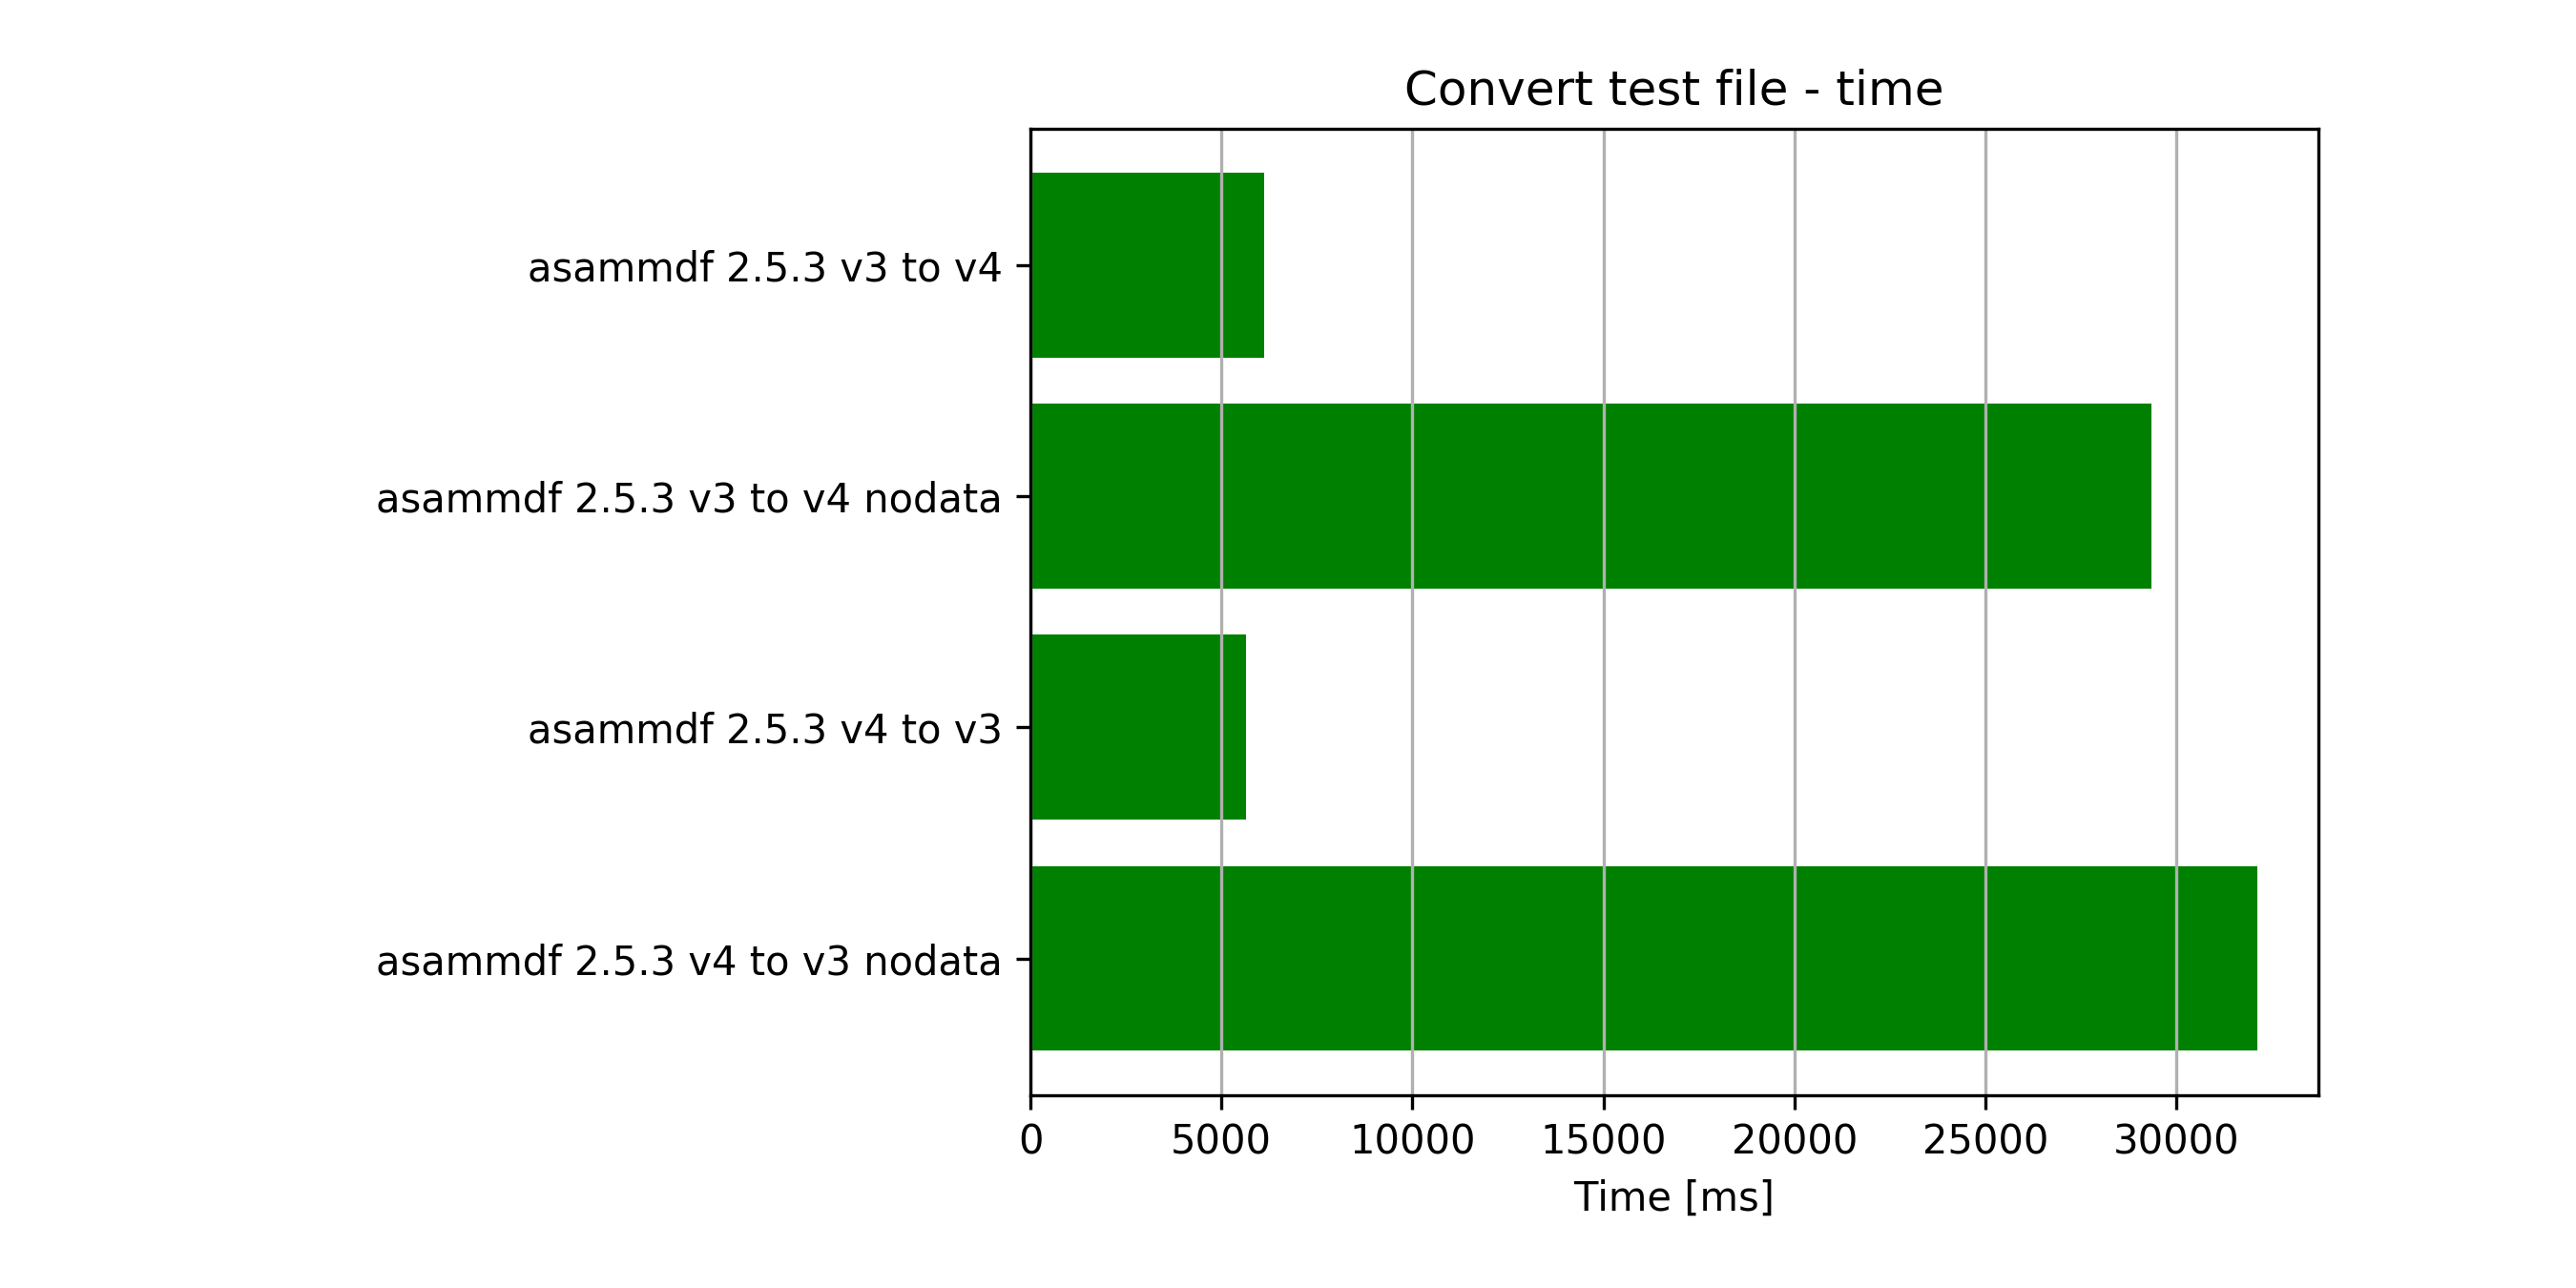 Convert test file - time
asammdf 2.5.3 v3 to v4
asammdf 2.5.3 v3 to v4 nodata
asammdf 2.5.3 v4 to v3
asammdf 2.5.3 v4 to v3 nodata
0 5000 10000 15000 20000 25000 30000
Time [ms]